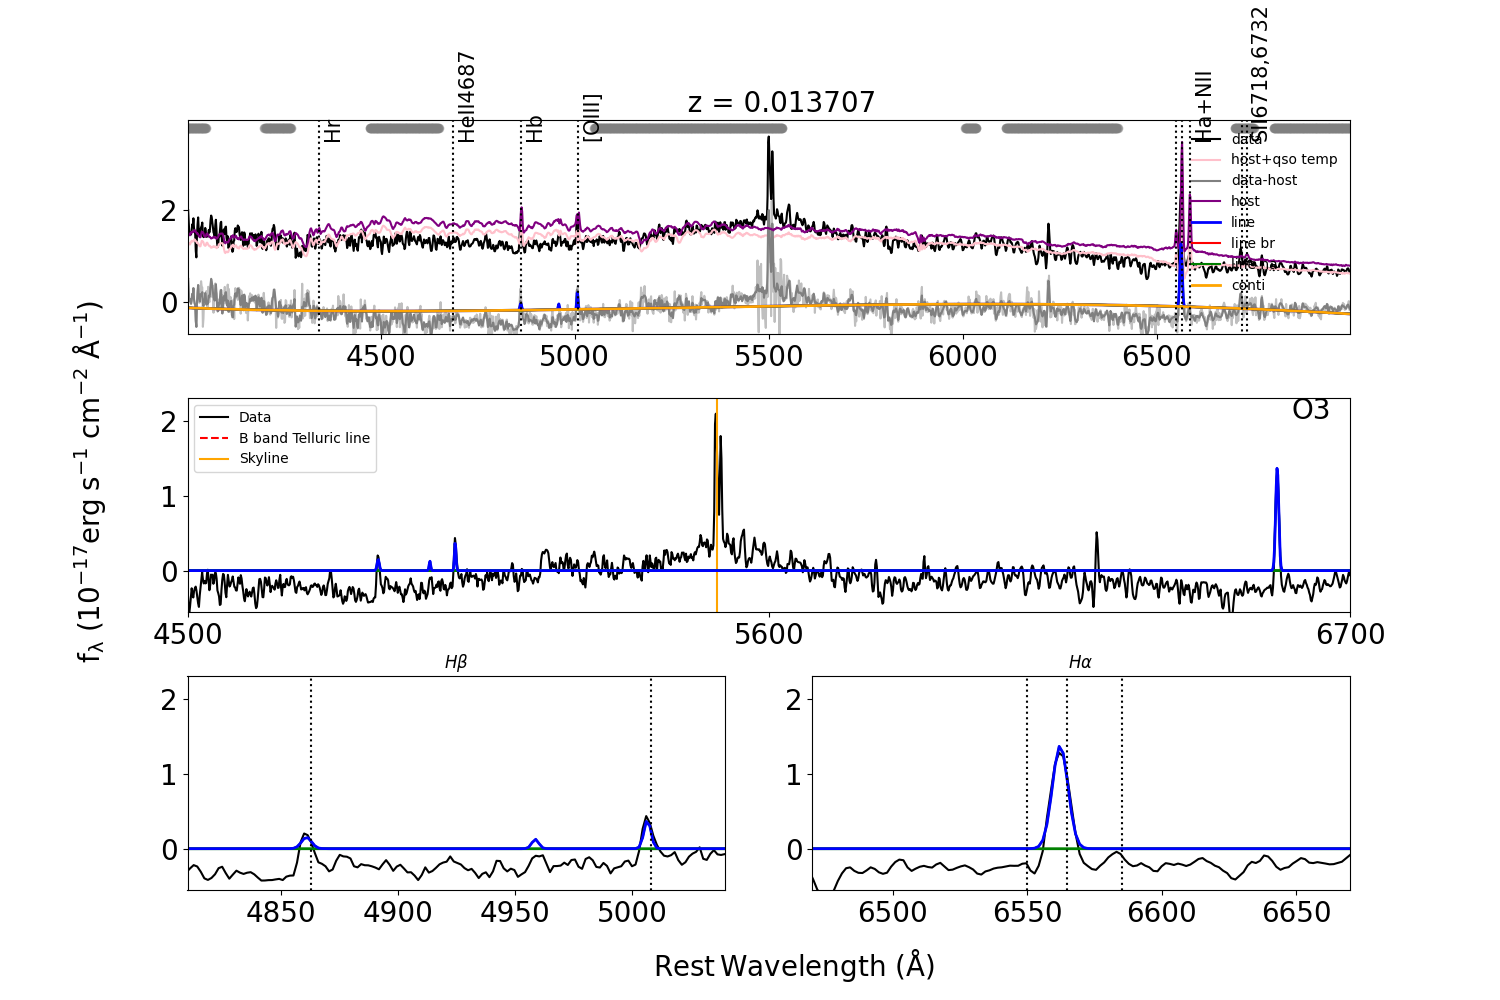 z = 0.013707
Hr
HeII4687
Hb
[OIII]
Ha+NII
SII6718,6732
data
host+qso temp
data-host
host
line
line br
conti
2
0
4500
5000
5500
6000
6500
f_λ (10^−17 erg s^−1 cm^−2 Å^−1)
O3
Data
B band Telluric line
Skyline
2
1
0
4500
5600
6700
Hβ
2
1
0
4850
4900
4950
5000
Hα
2
1
0
6500
6550
6600
6650
Rest Wavelength (Å)